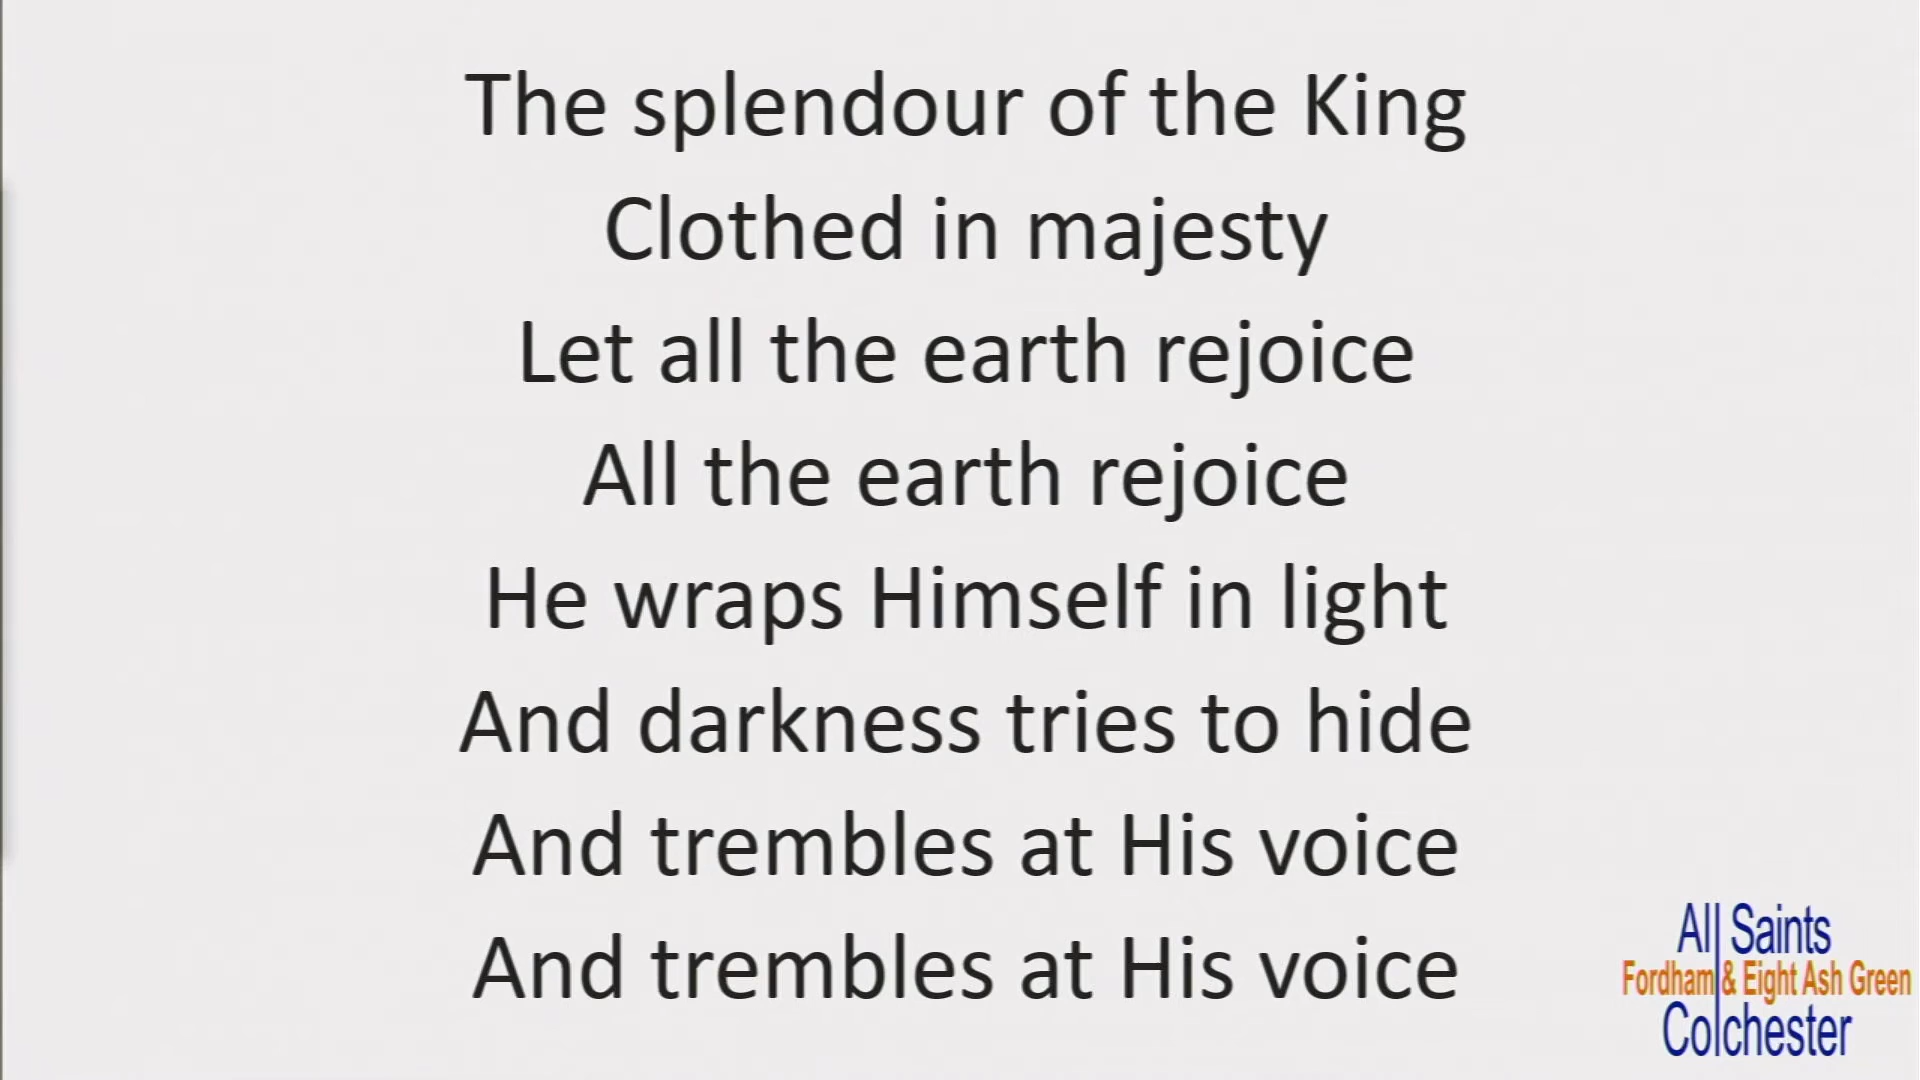 The splendour of the King
Clothed in majesty
Let all the earth rejoice
All the earth rejoice
He wraps Himself in light
And darkness tries to hide
And trembles at His voice
And trembles at His voice
All Saints
Fordham & Eight Ash Green
Colchester